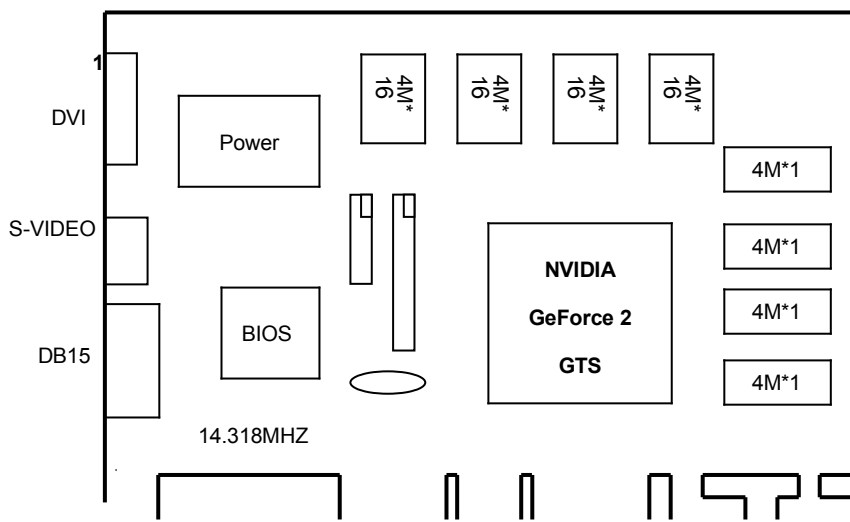 1
DVI
S-VIDEO
DB15
Power
BIOS
14.318MHZ
4M*
16
4M*
16
4M*
16
4M*
16
NVIDIA
GeForce 2
GTS
4M*1
4M*1
4M*1
4M*1